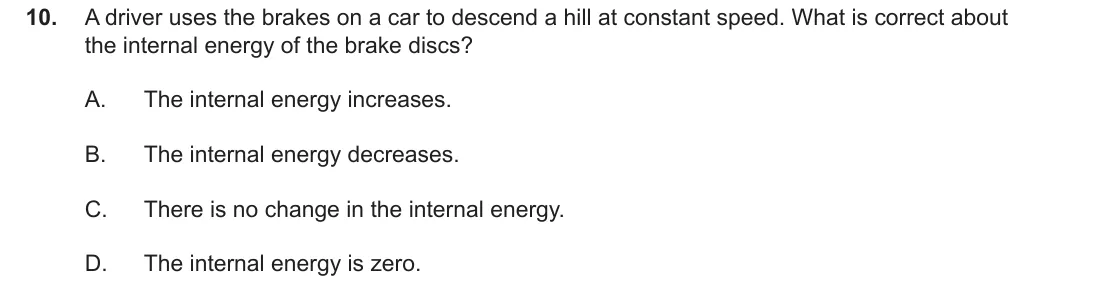 10. A driver uses the brakes on a car to descend a hill at constant speed. What is correct about
the internal energy of the brake discs?
A. The internal energy increases.
B. The internal energy decreases.
C. There is no change in the internal energy.
D. The internal energy is zero.